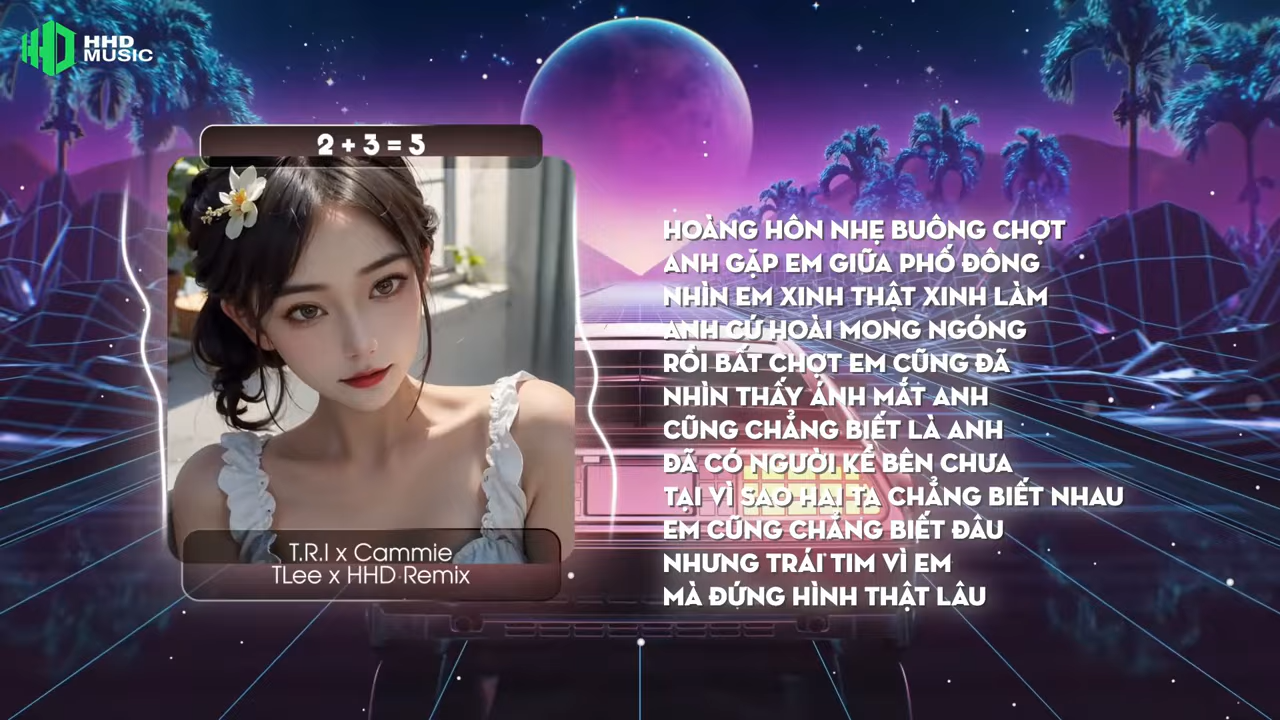 HHD
MUSIC
2 + 3 = 5
T.R.I x Cammie
TLee x HHD Remix
HOÀNG HÔN NHẸ BUÔNG CHỢT
ANH GẶP EM GIỮA PHỐ ĐÔNG
NHÌN EM XINH THẬT XINH LÀM
ANH CỨ HOÀI MONG NGÓNG
RỒI BẤT CHỢT EM CŨNG ĐÃ
NHÌN THẤY ÁNH MẮT ANH
CŨNG CHẲNG BIẾT LÀ ANH
ĐÃ CÓ NGƯỜI KỀ BÊN CHƯA
TẠI VÌ SAO HAI TA CHẲNG BIẾT NHAU
EM CŨNG CHẲNG BIẾT ĐÂU
NHƯNG TRÁI TIM VÌ EM
MÀ ĐỨNG HÌNH THẬT LÂU